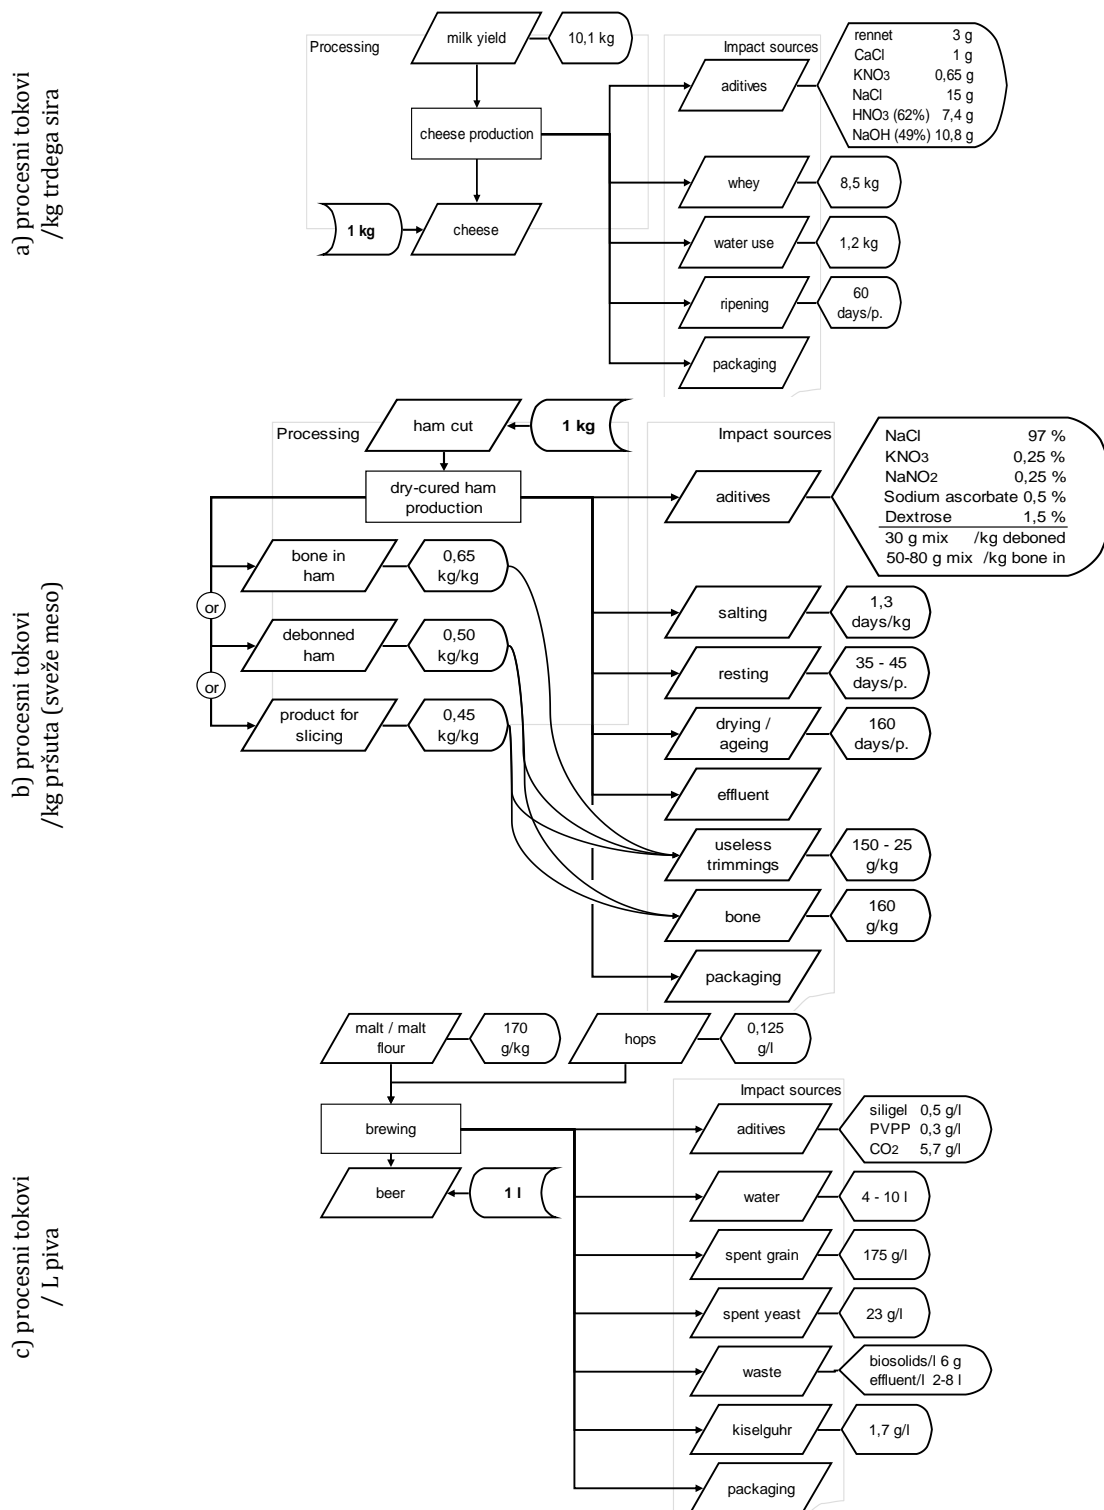 a) procesni tokovi
/kg trdega sira
Processing
milk yield
10,1 kg
cheese production
1 kg
cheese
Impact sources
aditives
rennet 3 g
CaCl 1 g
KNO3 0,65 g
NaCl 15 g
HNO3 (62%) 7,4 g
NaOH (49%) 10,8 g
whey
8,5 kg
water use
1,2 kg
ripening
60
days/p.
packaging
b) procesni tokovi
/kg pršuta (sveže meso)
Processing
ham cut
1 kg
dry-cured ham
production
bone in
ham
0,65
kg/kg
or
debonned
ham
0,50
kg/kg
or
product for
slicing
0,45
kg/kg
Impact sources
aditives
NaCl 97 %
KNO3 0,25 %
NaNO2 0,25 %
Sodium ascorbate 0,5 %
Dextrose 1,5 %
30 g mix /kg deboned
50-80 g mix /kg bone in
salting
1,3
days/kg
resting
35 - 45
days/p.
drying /
ageing
160
days/p.
effluent
useless
trimmings
150 - 25
g/kg
bone
160
g/kg
packaging
c) procesni tokovi
/ L piva
malt / malt
flour
170
g/kg
hops
0,125
g/l
brewing
beer
1 l
Impact sources
aditives
siligel 0,5 g/l
PVPP 0,3 g/l
CO2 5,7 g/l
water
4 - 10 l
spent grain
175 g/l
spent yeast
23 g/l
waste
biosolids/l 6 g
effluent/l 2-8 l
kiselguhr
1,7 g/l
packaging